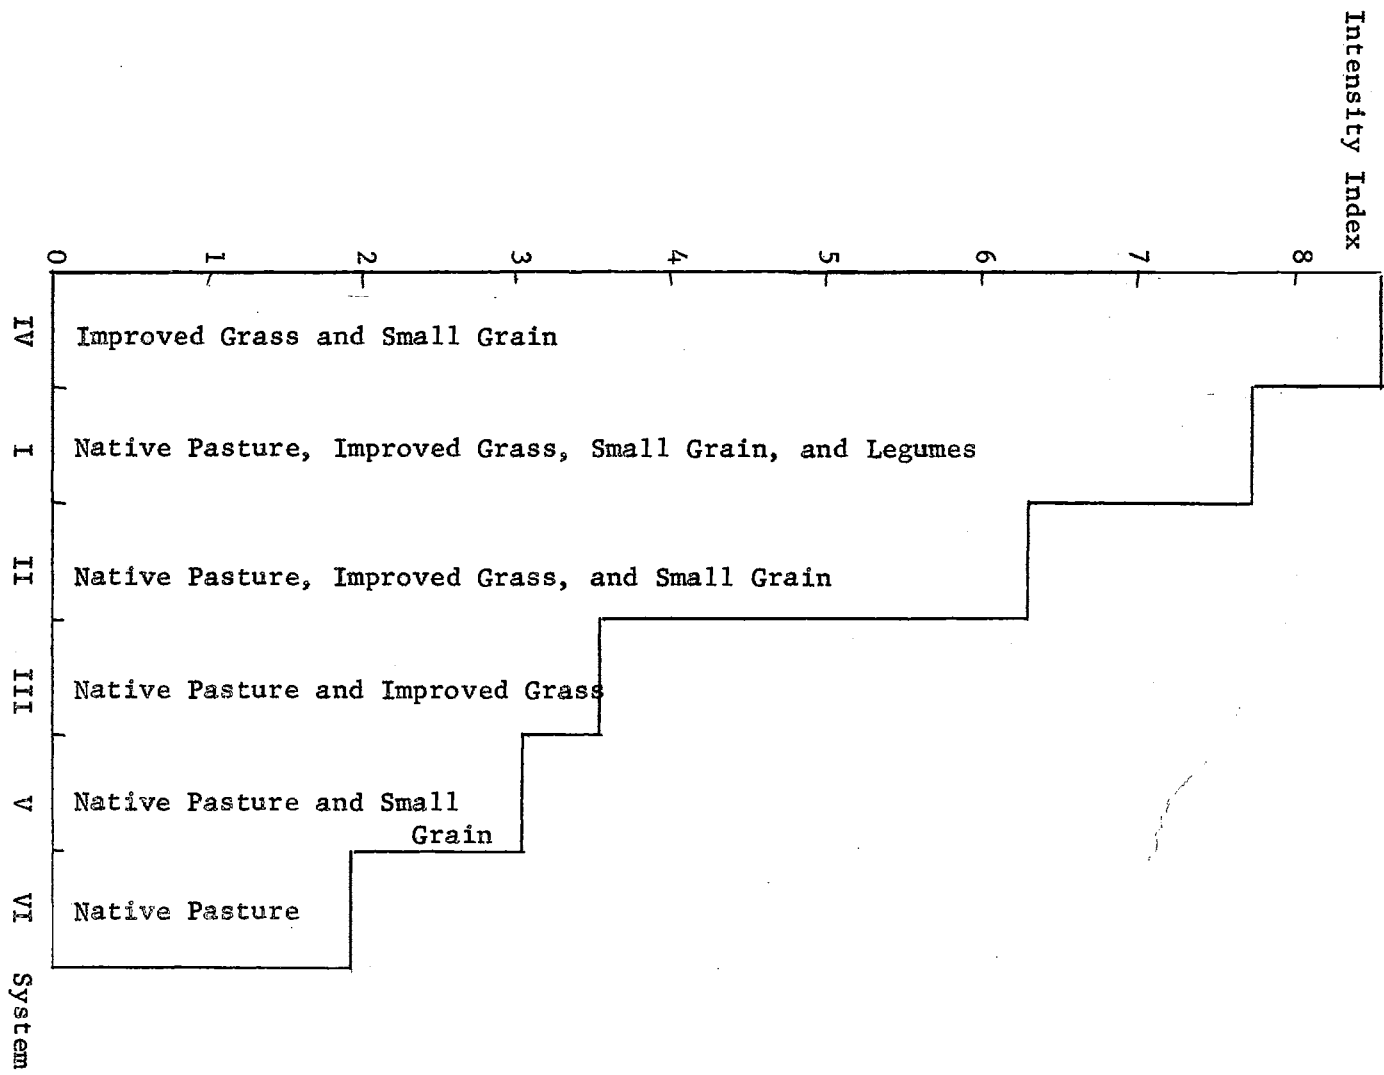 Intensity Index
0 1 2 3 4 5 6 7 8
IV Improved Grass and Small Grain
I Native Pasture, Improved Grass, Small Grain, and Legumes
II Native Pasture, Improved Grass, and Small Grain
III Native Pasture and Improved Grass
V Native Pasture and Small
Grain
VI Native Pasture
System